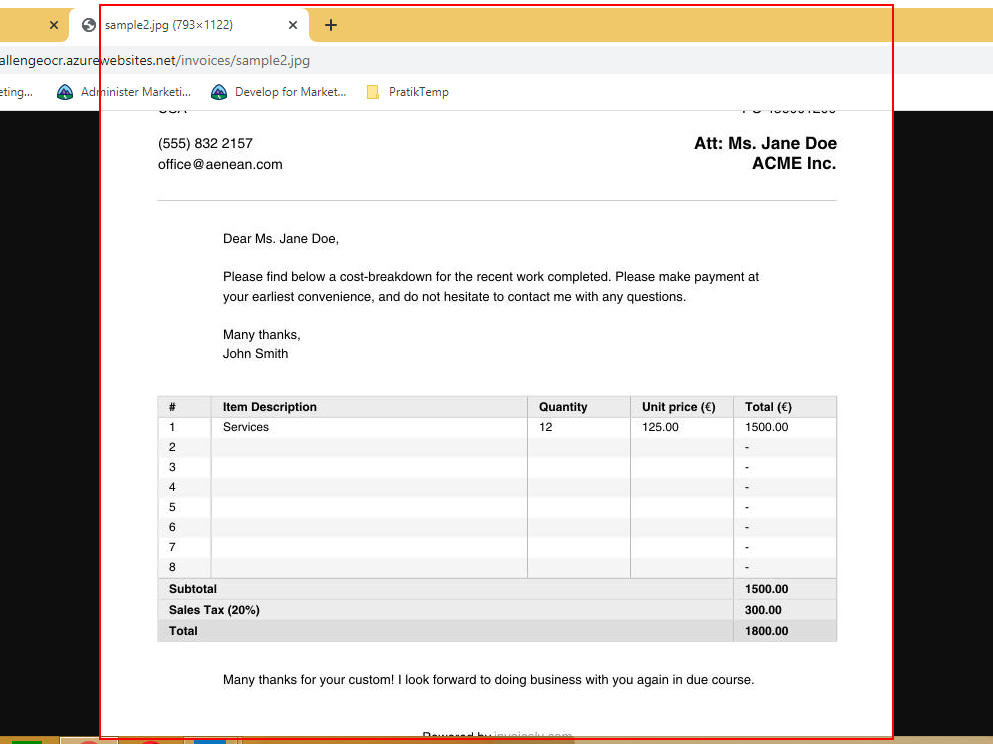 sample2.jpg (793×1122)
allengeocr.azurewebsites.net/invoices/sample2.jpg
eting...
Administer Marketi...
Develop for Market...
PratikTemp
(555) 832 2157
office@aenean.com
Att: Ms. Jane Doe
ACME Inc.
Dear Ms. Jane Doe,
Please find below a cost-breakdown for the recent work completed. Please make payment at
your earliest convenience, and do not hesitate to contact me with any questions.
Many thanks,
John Smith
# Item Description Quantity Unit price (€) Total (€)
1 Services 12 125.00 1500.00
2 -
3 -
4 -
5 -
6 -
7 -
8 -
Subtotal 1500.00
Sales Tax (20%) 300.00
Total 1800.00
Many thanks for your custom! I look forward to doing business with you again in due course.
Powered by invoicely.com